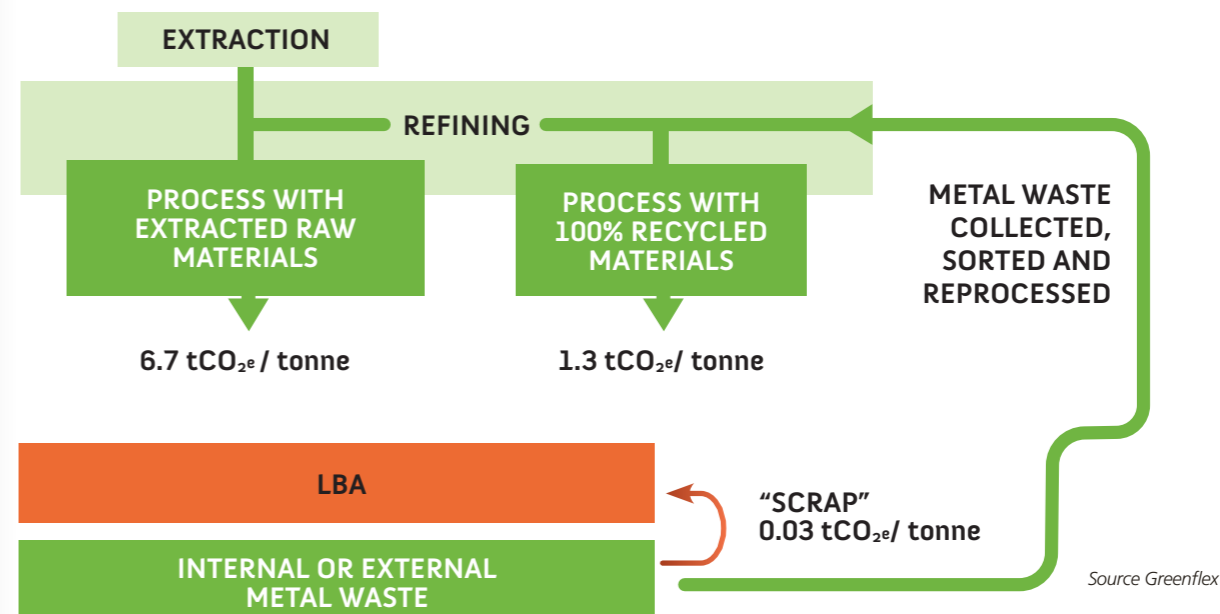 EXTRACTION
REFINING
PROCESS WITH
EXTRACTED RAW
MATERIALS
PROCESS WITH
100% RECYCLED
MATERIALS
METAL WASTE
COLLECTED,
SORTED AND
REPROCESSED
6.7 tCO₂e / tonne
1.3 tCO₂e/ tonne
LBA
“SCRAP”
0.03 tCO₂e/ tonne
INTERNAL OR EXTERNAL
METAL WASTE
Source Greenflex